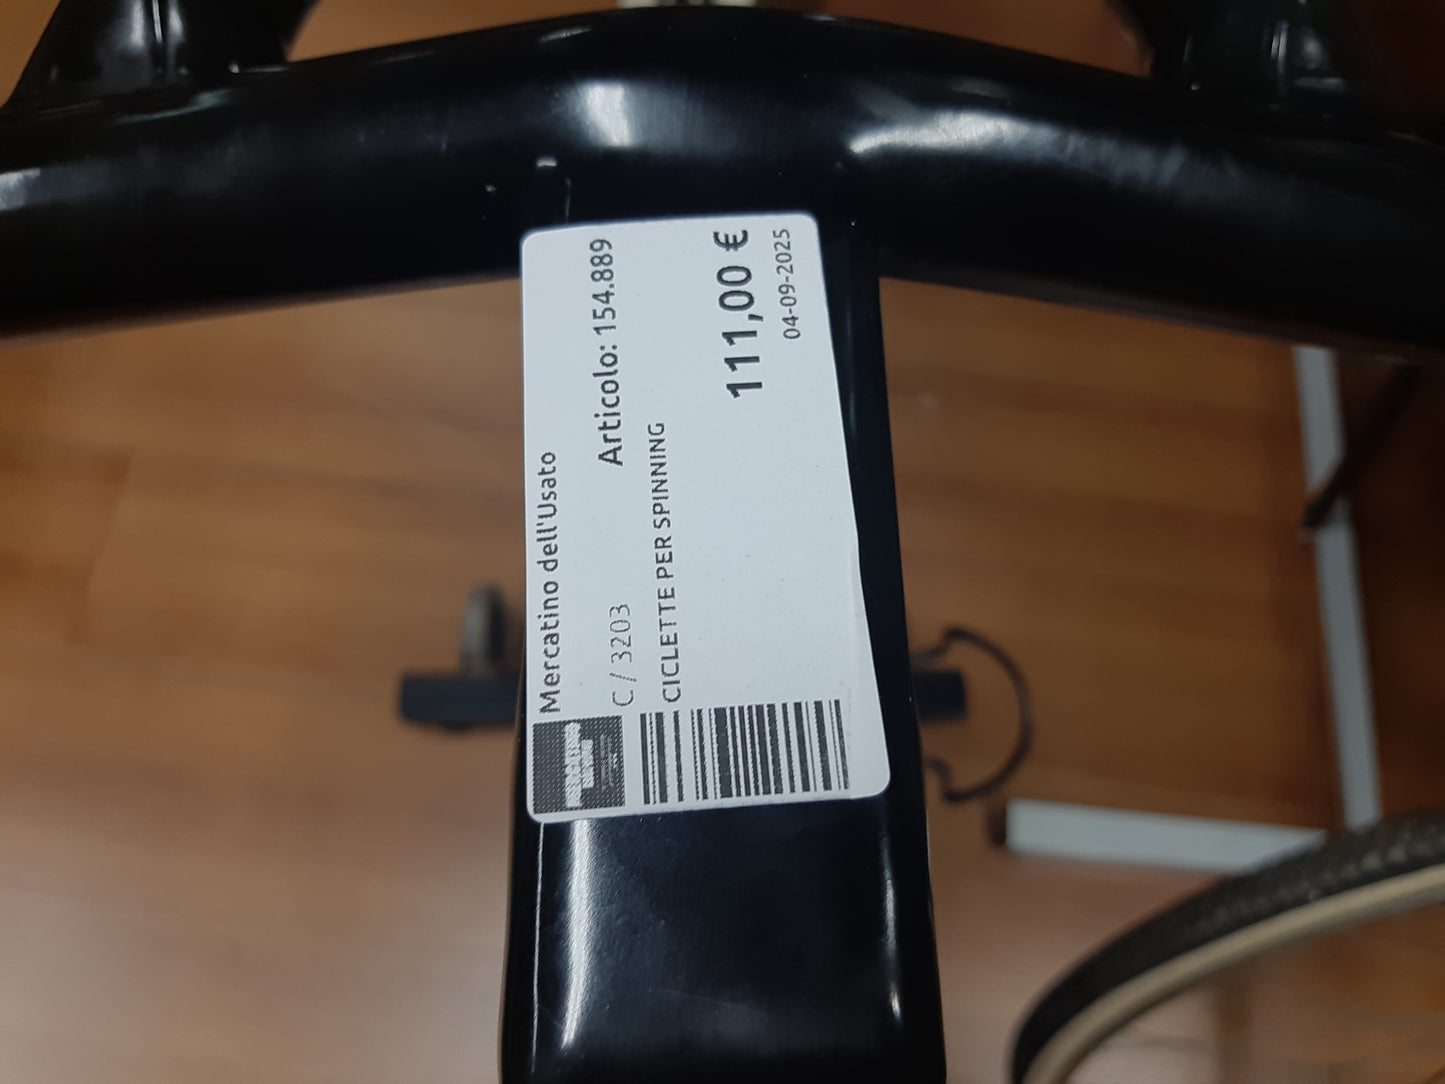 Mercatino dell'Usato
Articolo: 154.889
C / 3203
CICLETTE PER SPINNING
111,00 €
04-09-2025